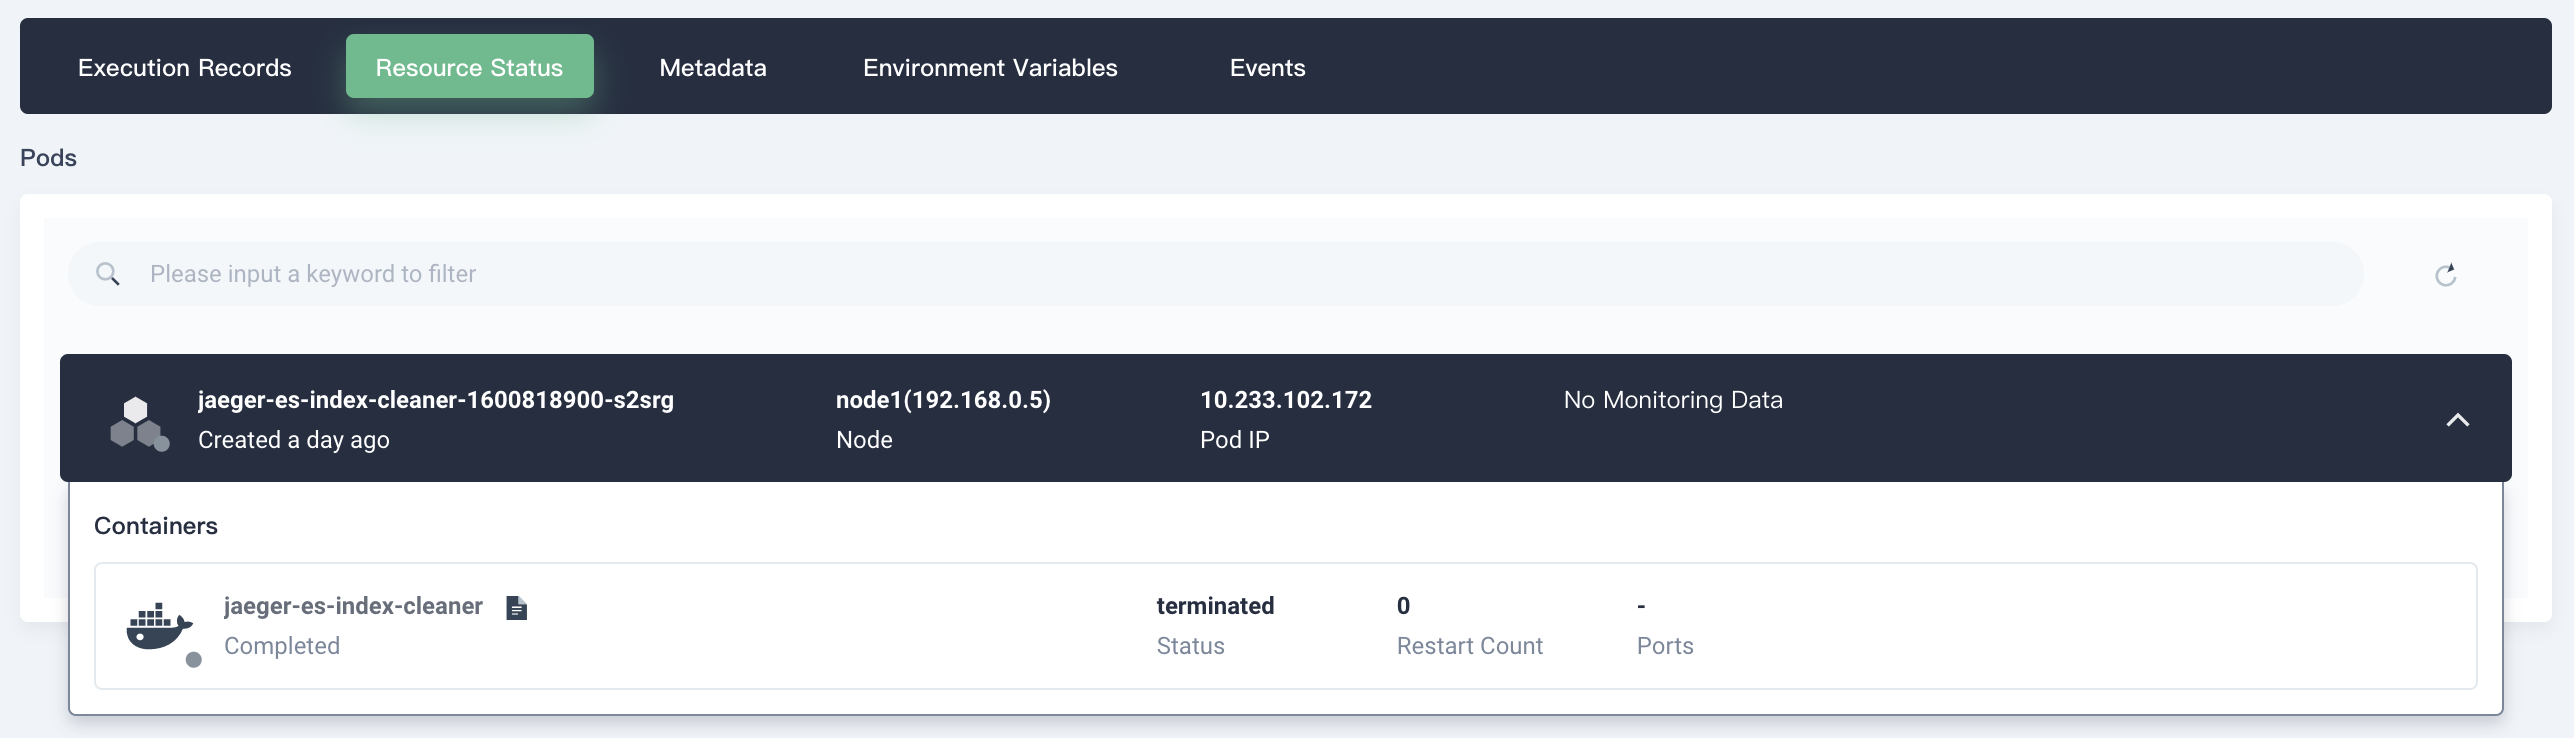 Execution Records
Resource Status
Metadata
Environment Variables
Events
Pods
Please input a keyword to filter
jaeger-es-index-cleaner-1600818900-s2srg
Created a day ago
node1(192.168.0.5)
Node
10.233.102.172
Pod IP
No Monitoring Data
Containers
jaeger-es-index-cleaner
Completed
terminated
Status
0
Restart Count
-
Ports